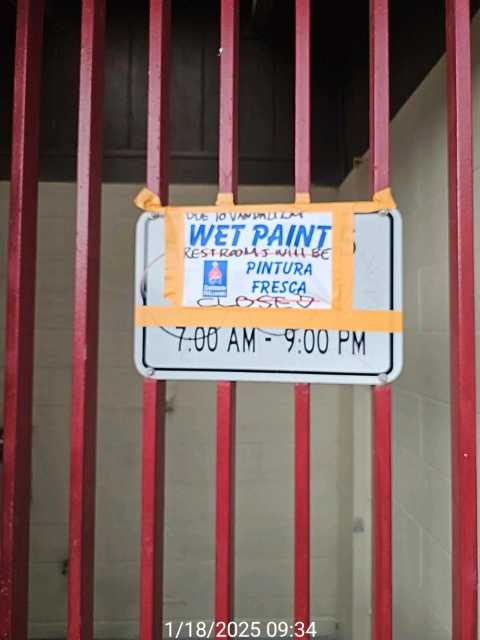 DUE TO VANDALISM
WET PAINT
RESTROOMS WILL BE
PINTURA
FRESCA
CLOSED
7:00 AM - 9:00 PM
1/18/2025 09:34